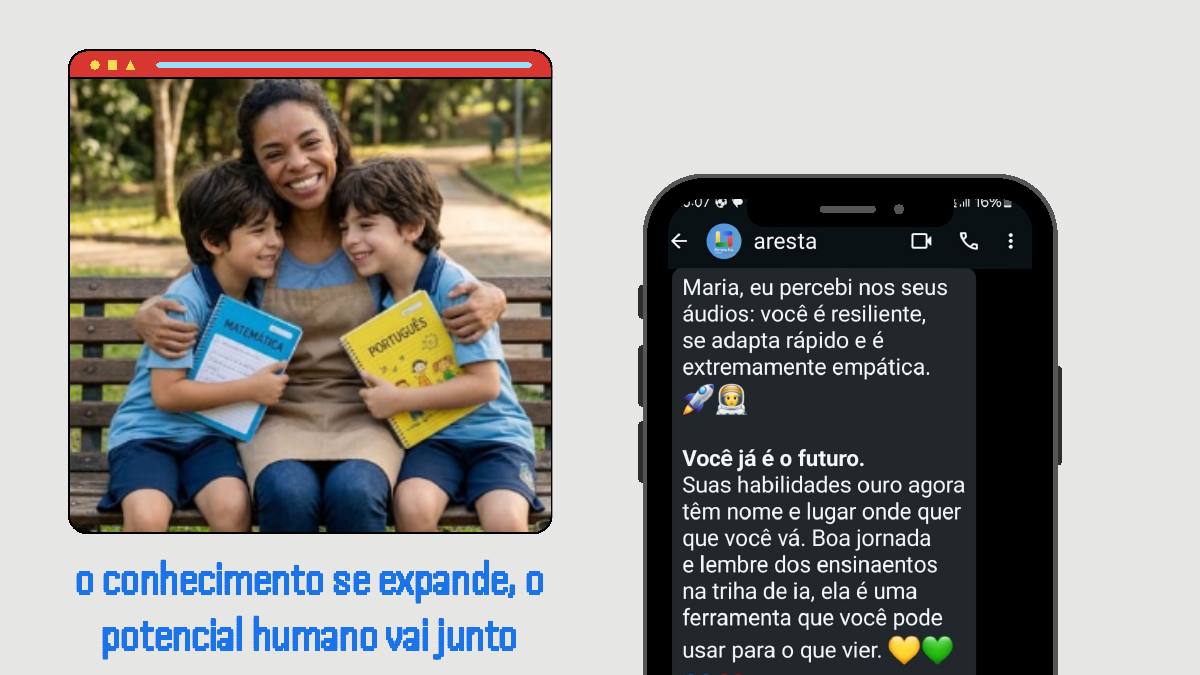 MATEMÁTICA
PORTUGUÊS
o conhecimento se expande, o
potencial humano vai junto
16%
aresta
Maria, eu percebi nos seus
áudios: você é resiliente,
se adapta rápido e é
extremamente empática.
🚀👩‍🚀
Você já é o futuro.
Suas habilidades ouro agora
têm nome e lugar onde quer
que você vá. Boa jornada
e lembre dos ensinaentos
na triha de ia, ela é uma
ferramenta que você pode
usar para o que vier. 💛💚